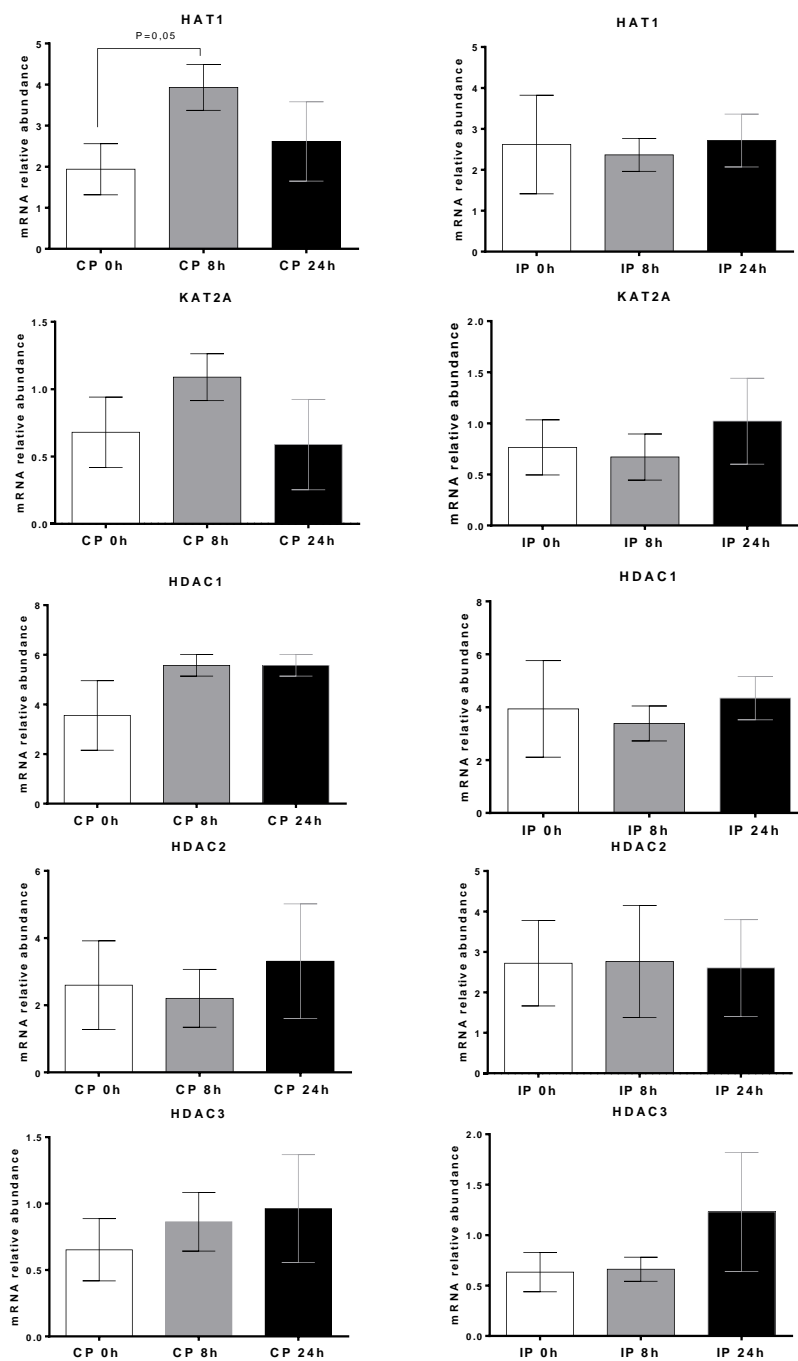 HAT1
P=0,05
mRNA relative abundance
5
4
3
2
1
0
CP 0h CP 8h CP 24h
HAT1
mRNA relative abundance
5
4
3
2
1
0
IP 0h IP 8h IP 24h
KAT2A
mRNA relative abundance
1.5
1.0
0.5
0.0
CP 0h CP 8h CP 24h
KAT2A
mRNA relative abundance
2.0
1.5
1.0
0.5
0.0
IP 0h IP 8h IP 24h
HDAC1
mRNA relative abundance
8
6
4
2
0
CP 0h CP 8h CP 24h
HDAC1
mRNA relative abundance
8
6
4
2
0
IP 0h IP 8h IP 24h
HDAC2
mRNA relative abundance
6
4
2
0
CP 0h CP 8h CP 24h
HDAC2
mRNA relative abundance
5
4
3
2
1
0
IP 0h IP 8h IP 24h
HDAC3
mRNA relative abundance
1.5
1.0
0.5
0.0
CP 0h CP 8h CP 24h
HDAC3
mRNA relative abundance
2.0
1.5
1.0
0.5
0.0
IP 0h IP 8h IP 24h